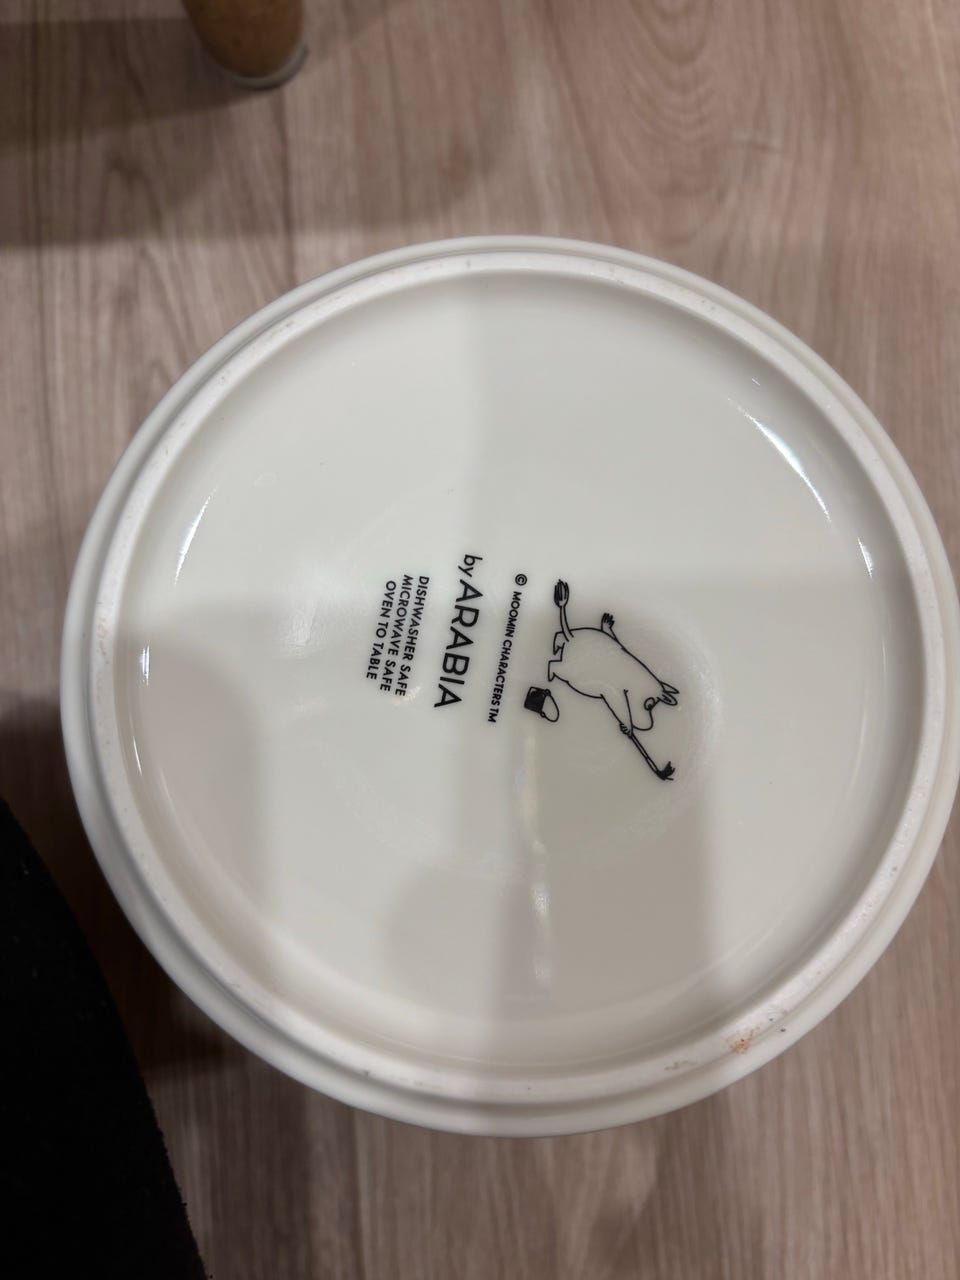 © MOOMIN CHARACTERS TM
by ARABIA
DISHWASHER SAFE
MICROWAVE SAFE
OVEN TO TABLE